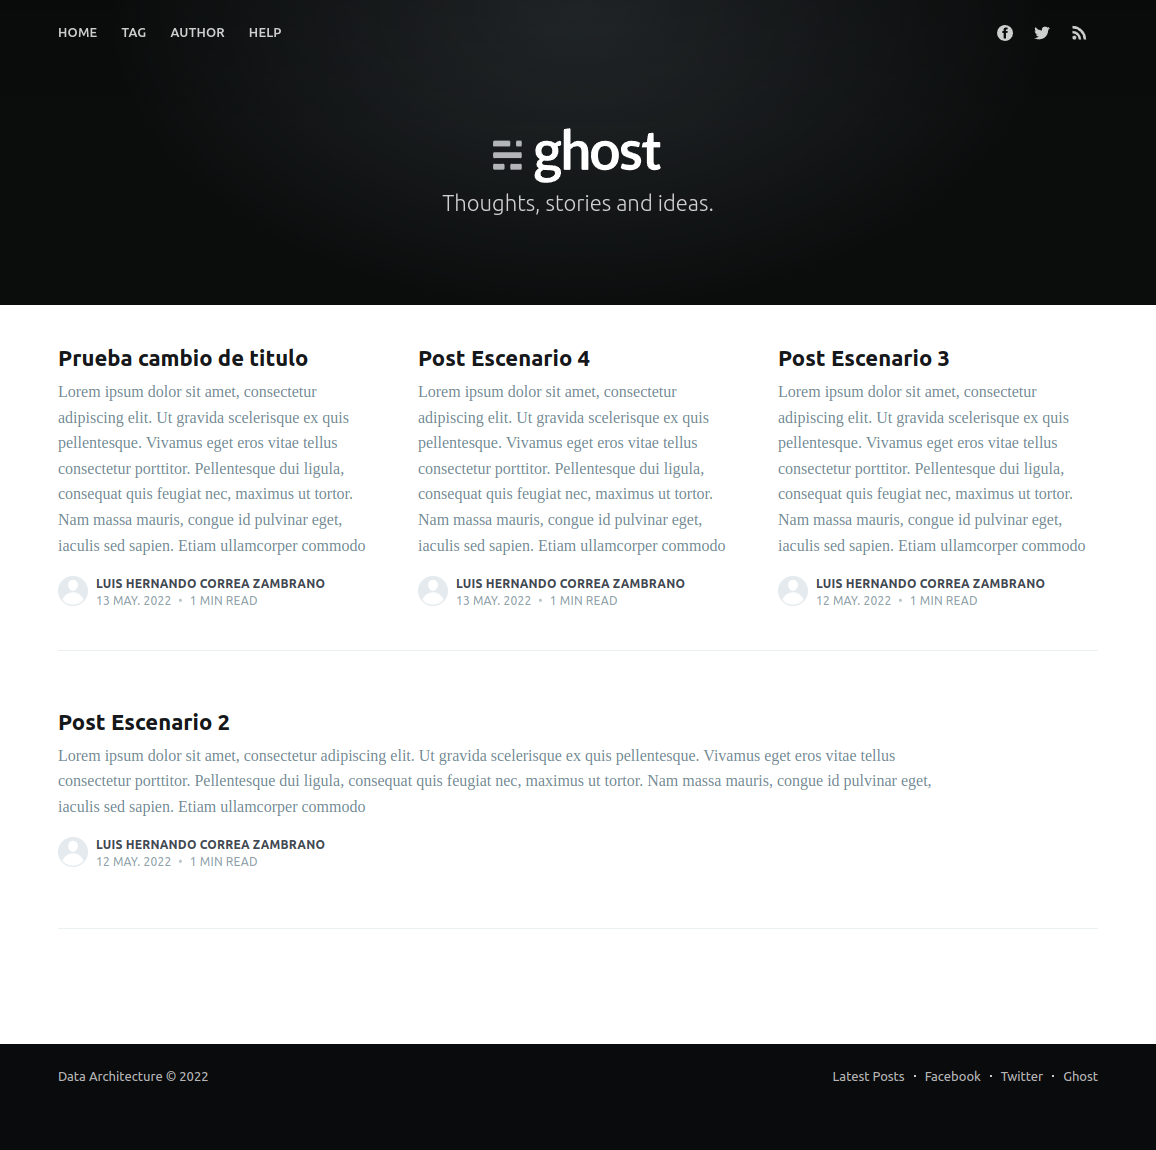 HOME TAG AUTHOR HELP
ghost
Thoughts, stories and ideas.
Prueba cambio de titulo
Lorem ipsum dolor sit amet, consectetur
adipiscing elit. Ut gravida scelerisque ex quis
pellentesque. Vivamus eget eros vitae tellus
consectetur porttitor. Pellentesque dui ligula,
consequat quis feugiat nec, maximus ut tortor.
Nam massa mauris, congue id pulvinar eget,
iaculis sed sapien. Etiam ullamcorper commodo
LUIS HERNANDO CORREA ZAMBRANO
13 MAY. 2022 • 1 MIN READ
Post Escenario 4
Lorem ipsum dolor sit amet, consectetur
adipiscing elit. Ut gravida scelerisque ex quis
pellentesque. Vivamus eget eros vitae tellus
consectetur porttitor. Pellentesque dui ligula,
consequat quis feugiat nec, maximus ut tortor.
Nam massa mauris, congue id pulvinar eget,
iaculis sed sapien. Etiam ullamcorper commodo
LUIS HERNANDO CORREA ZAMBRANO
13 MAY. 2022 • 1 MIN READ
Post Escenario 3
Lorem ipsum dolor sit amet, consectetur
adipiscing elit. Ut gravida scelerisque ex quis
pellentesque. Vivamus eget eros vitae tellus
consectetur porttitor. Pellentesque dui ligula,
consequat quis feugiat nec, maximus ut tortor.
Nam massa mauris, congue id pulvinar eget,
iaculis sed sapien. Etiam ullamcorper commodo
LUIS HERNANDO CORREA ZAMBRANO
12 MAY. 2022 • 1 MIN READ
Post Escenario 2
Lorem ipsum dolor sit amet, consectetur adipiscing elit. Ut gravida scelerisque ex quis pellentesque. Vivamus eget eros vitae tellus
consectetur porttitor. Pellentesque dui ligula, consequat quis feugiat nec, maximus ut tortor. Nam massa mauris, congue id pulvinar eget,
iaculis sed sapien. Etiam ullamcorper commodo
LUIS HERNANDO CORREA ZAMBRANO
12 MAY. 2022 • 1 MIN READ
Data Architecture © 2022
Latest Posts · Facebook · Twitter · Ghost